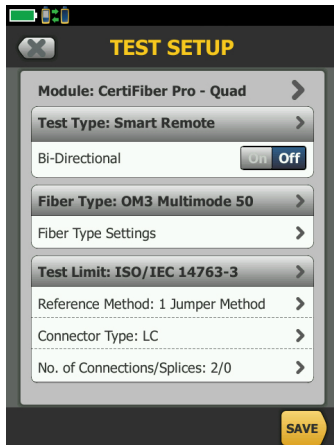 TEST SETUP
Module: CertiFiber Pro - Quad
Test Type: Smart Remote
Bi-Directional On Off
Fiber Type: OM3 Multimode 50
Fiber Type Settings
Test Limit: ISO/IEC 14763-3
Reference Method: 1 Jumper Method
Connector Type: LC
No. of Connections/Splices: 2/0
SAVE